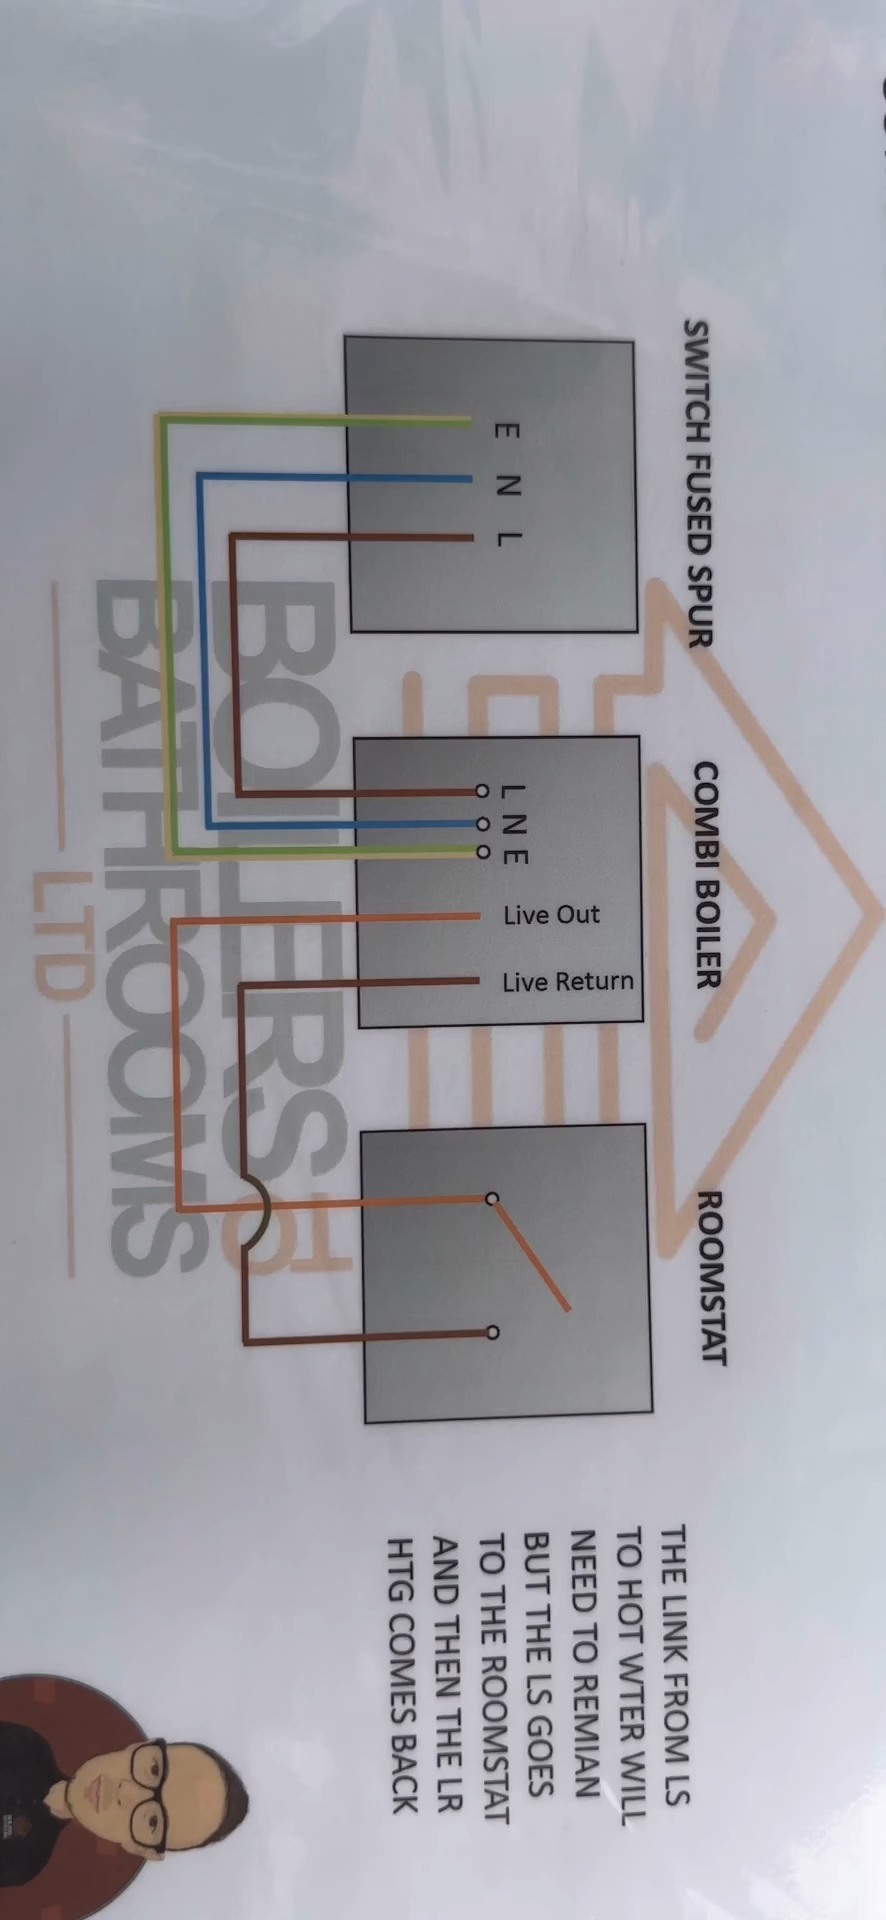 SWITCH FUSED SPUR
COMBI BOILER
ROOMSTAT
E N L
L N E
Live Out
Live Return
THE LINK FROM LS
TO HOT WTER WILL
NEED TO REMIAN
BUT THE LS GOES
TO THE ROOMSTAT
AND THEN THE LR
HTG COMES BACK
BOILERS
BATHROOMS
LTD